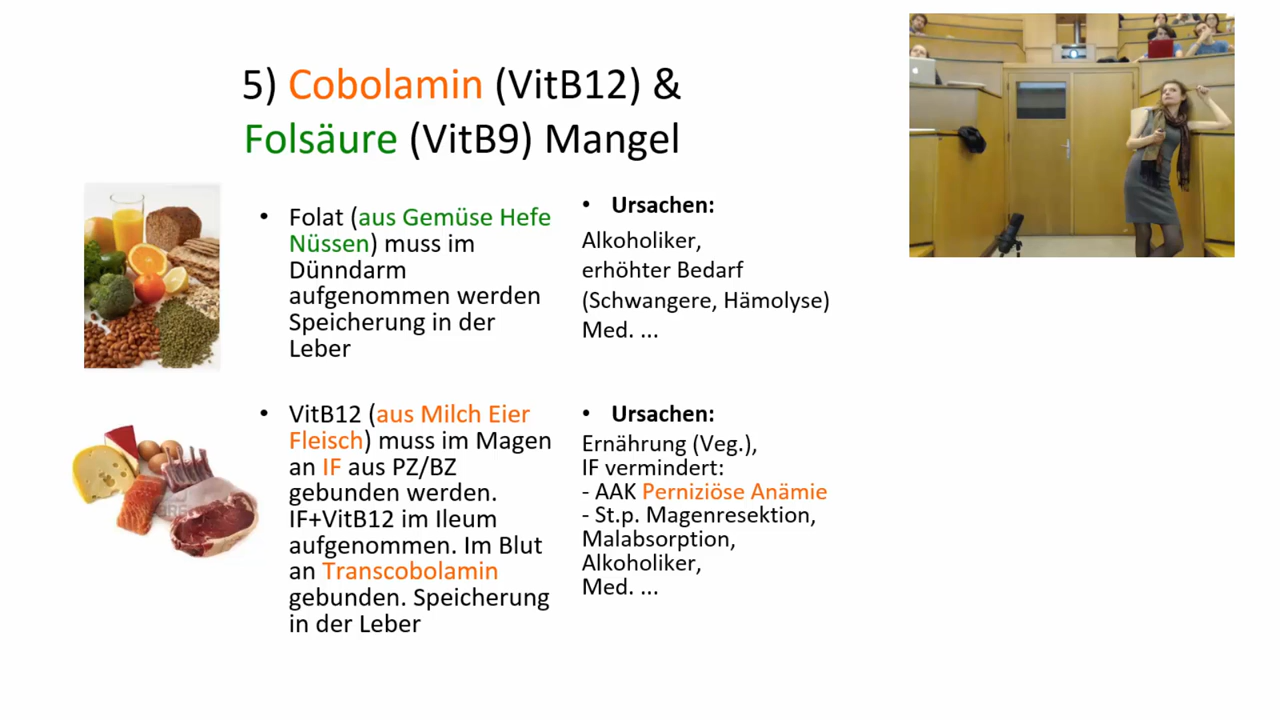 5) Cobolamin (VitB12) &
Folsäure (VitB9) Mangel
• Folat (aus Gemüse Hefe
Nüssen) muss im
Dünndarm
aufgenommen werden
Speicherung in der
Leber
• Ursachen:
Alkoholiker,
erhöhter Bedarf
(Schwangere, Hämolyse)
Med. ...
• VitB12 (aus Milch Eier
Fleisch) muss im Magen
an IF aus PZ/BZ
gebunden werden.
IF+VitB12 im Ileum
aufgenommen. Im Blut
an Transcobolamin
gebunden. Speicherung
in der Leber
• Ursachen:
Ernährung (Veg.),
IF vermindert:
- AAK Perniziöse Anämie
- St.p. Magenresektion,
Malabsorption,
Alkoholiker,
Med. ...